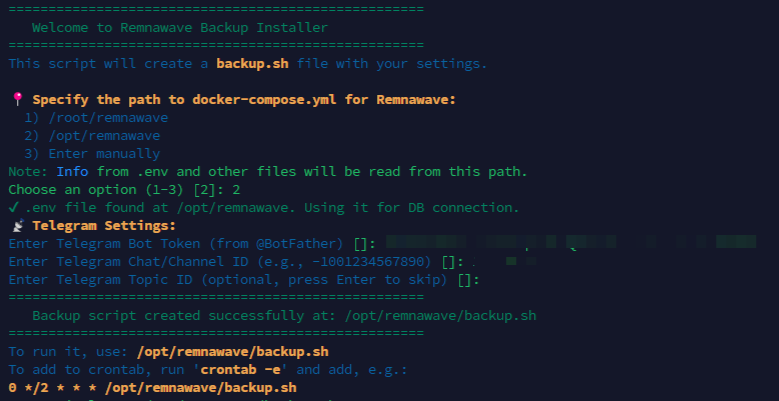 ====================================================
Welcome to Remnawave Backup Installer
====================================================
This script will create a backup.sh file with your settings.
Specify the path to docker-compose.yml for Remnawave:
1) /root/remnawave
2) /opt/remnawave
3) Enter manually
Note: Info from .env and other files will be read from this path.
Choose an option (1-3) [2]: 2
✓ .env file found at /opt/remnawave. Using it for DB connection.
Telegram Settings:
Enter Telegram Bot Token (from @BotFather) []:
Enter Telegram Chat/Channel ID (e.g., -1001234567890) []:
Enter Telegram Topic ID (optional, press Enter to skip) []:
====================================================
Backup script created successfully at: /opt/remnawave/backup.sh
====================================================
To run it, use: /opt/remnawave/backup.sh
To add to crontab, run 'crontab -e' and add, e.g.:
0 */2 * * * /opt/remnawave/backup.sh